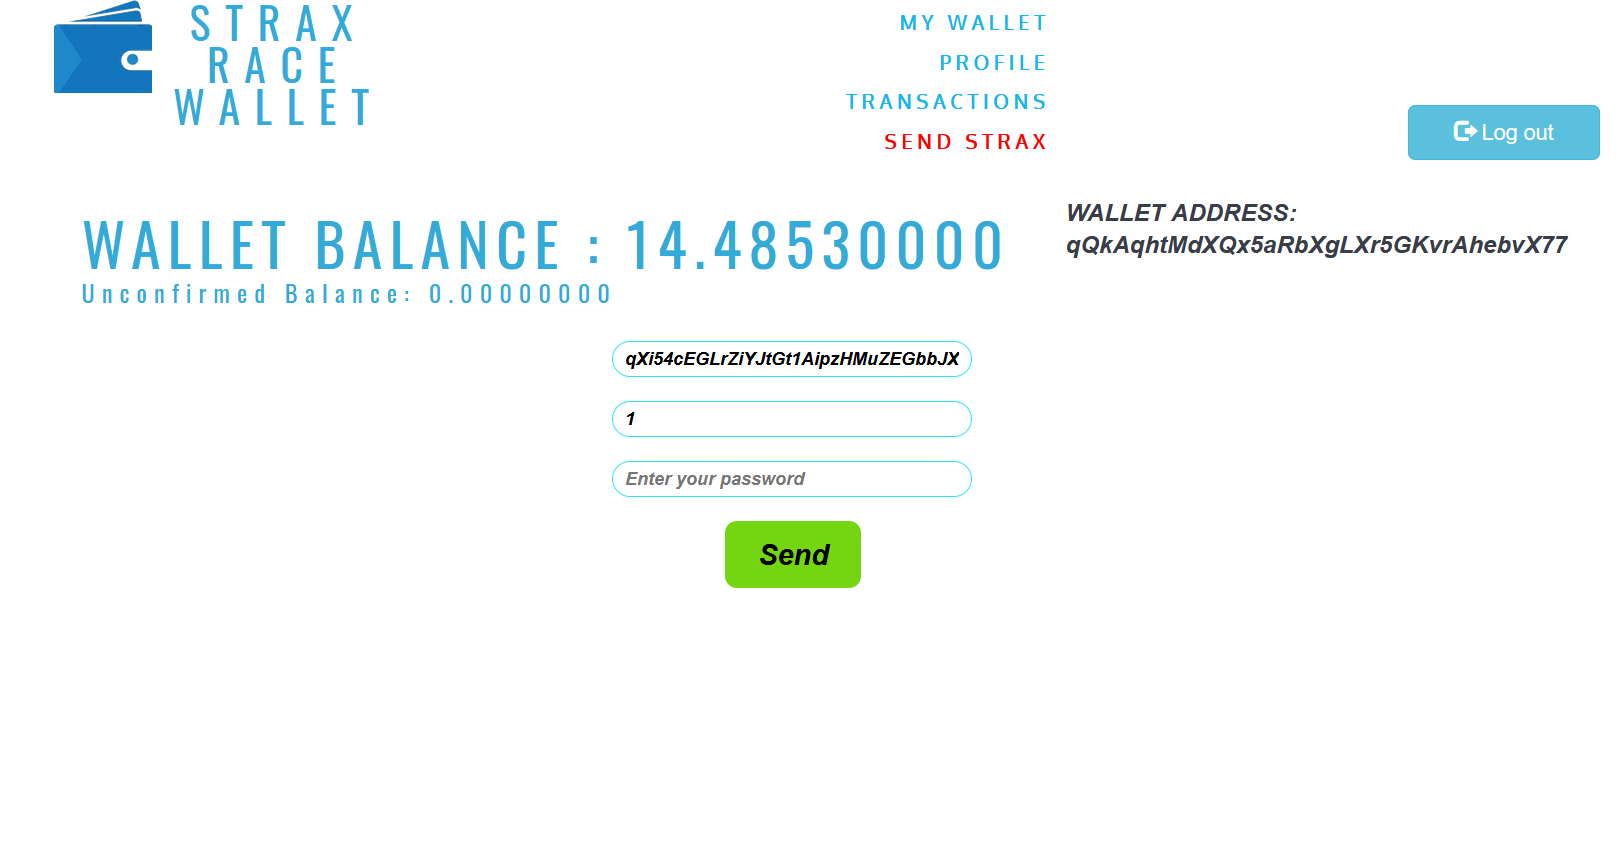 STRAX
RACE
WALLET
MY WALLET
PROFILE
TRANSACTIONS
SEND STRAX
Log out
WALLET BALANCE : 14.48530000
Unconfirmed Balance: 0.00000000
WALLET ADDRESS:
qQkAqhtMdXQx5aRbXgLXr5GKvrAhebvX77
qXi54cEGLrZiYJtGt1AipzHMuZEGbbJX
1
Enter your password
Send